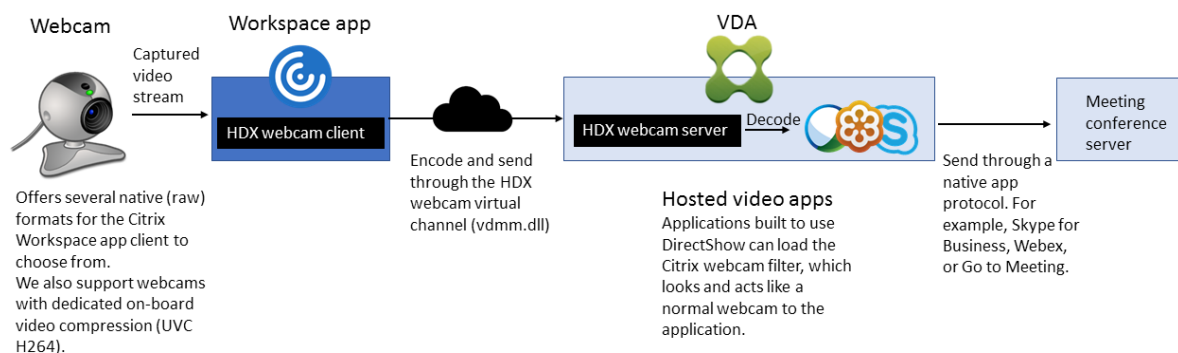 Webcam
Captured
video
stream
Offers several native (raw)
formats for the Citrix
Workspace app client to
choose from.
We also support webcams
with dedicated on-board
video compression (UVC
H264).
Workspace app
HDX webcam client
Encode and send
through the HDX
webcam virtual
channel (vdmm.dll)
VDA
HDX webcam server
Decode
S
Hosted video apps
Applications built to use
DirectShow can load the
Citrix webcam filter, which
looks and acts like a
normal webcam to the
application.
Send through a
native app
protocol. For
example, Skype for
Business, Webex,
or Go to Meeting.
Meeting
conference
server